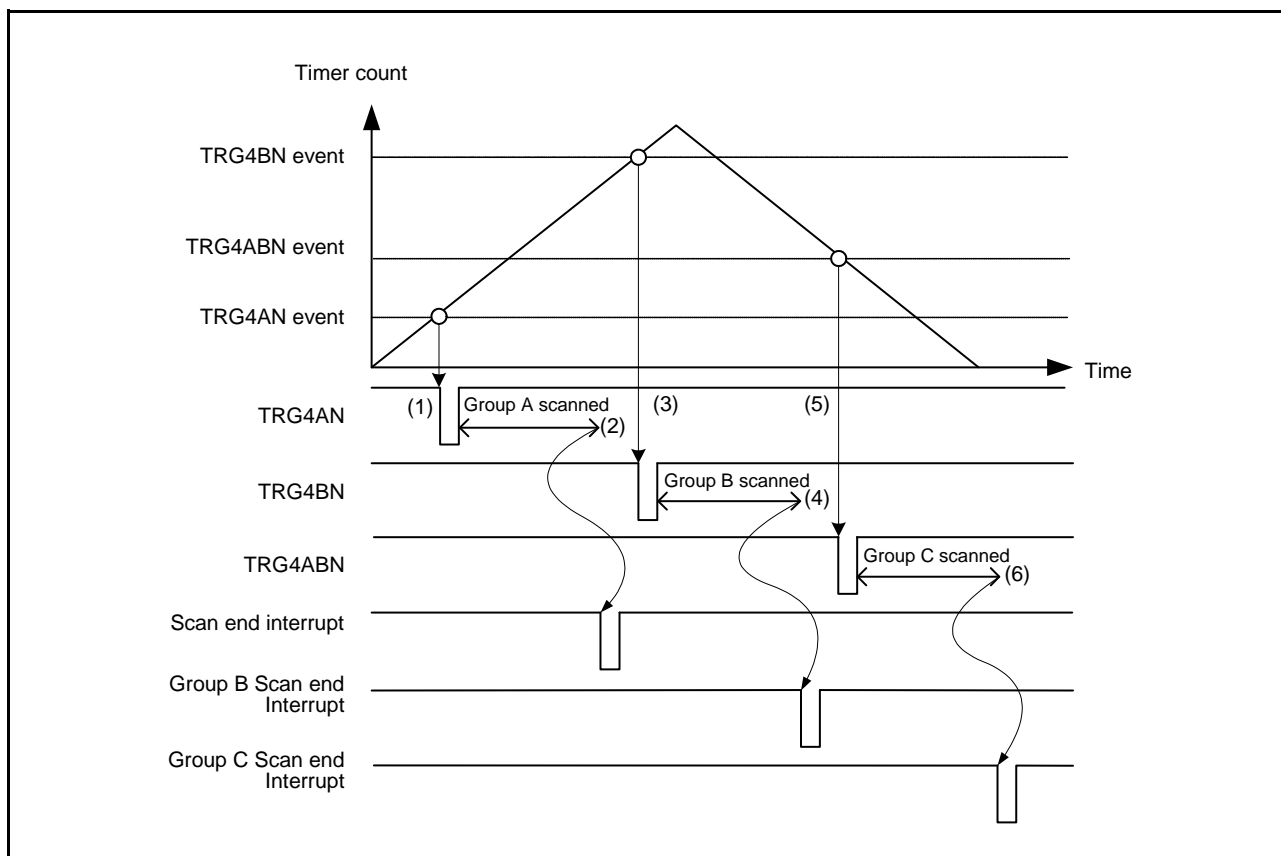 Timer count
TRG4BN event
TRG4ABN event
TRG4AN event
Time
TRG4AN
(1)
Group A scanned
(2)
(3)
(5)
TRG4BN
Group B scanned
(4)
TRG4ABN
Group C scanned
(6)
Scan end interrupt
Group B Scan end
Interrupt
Group C Scan end
Interrupt